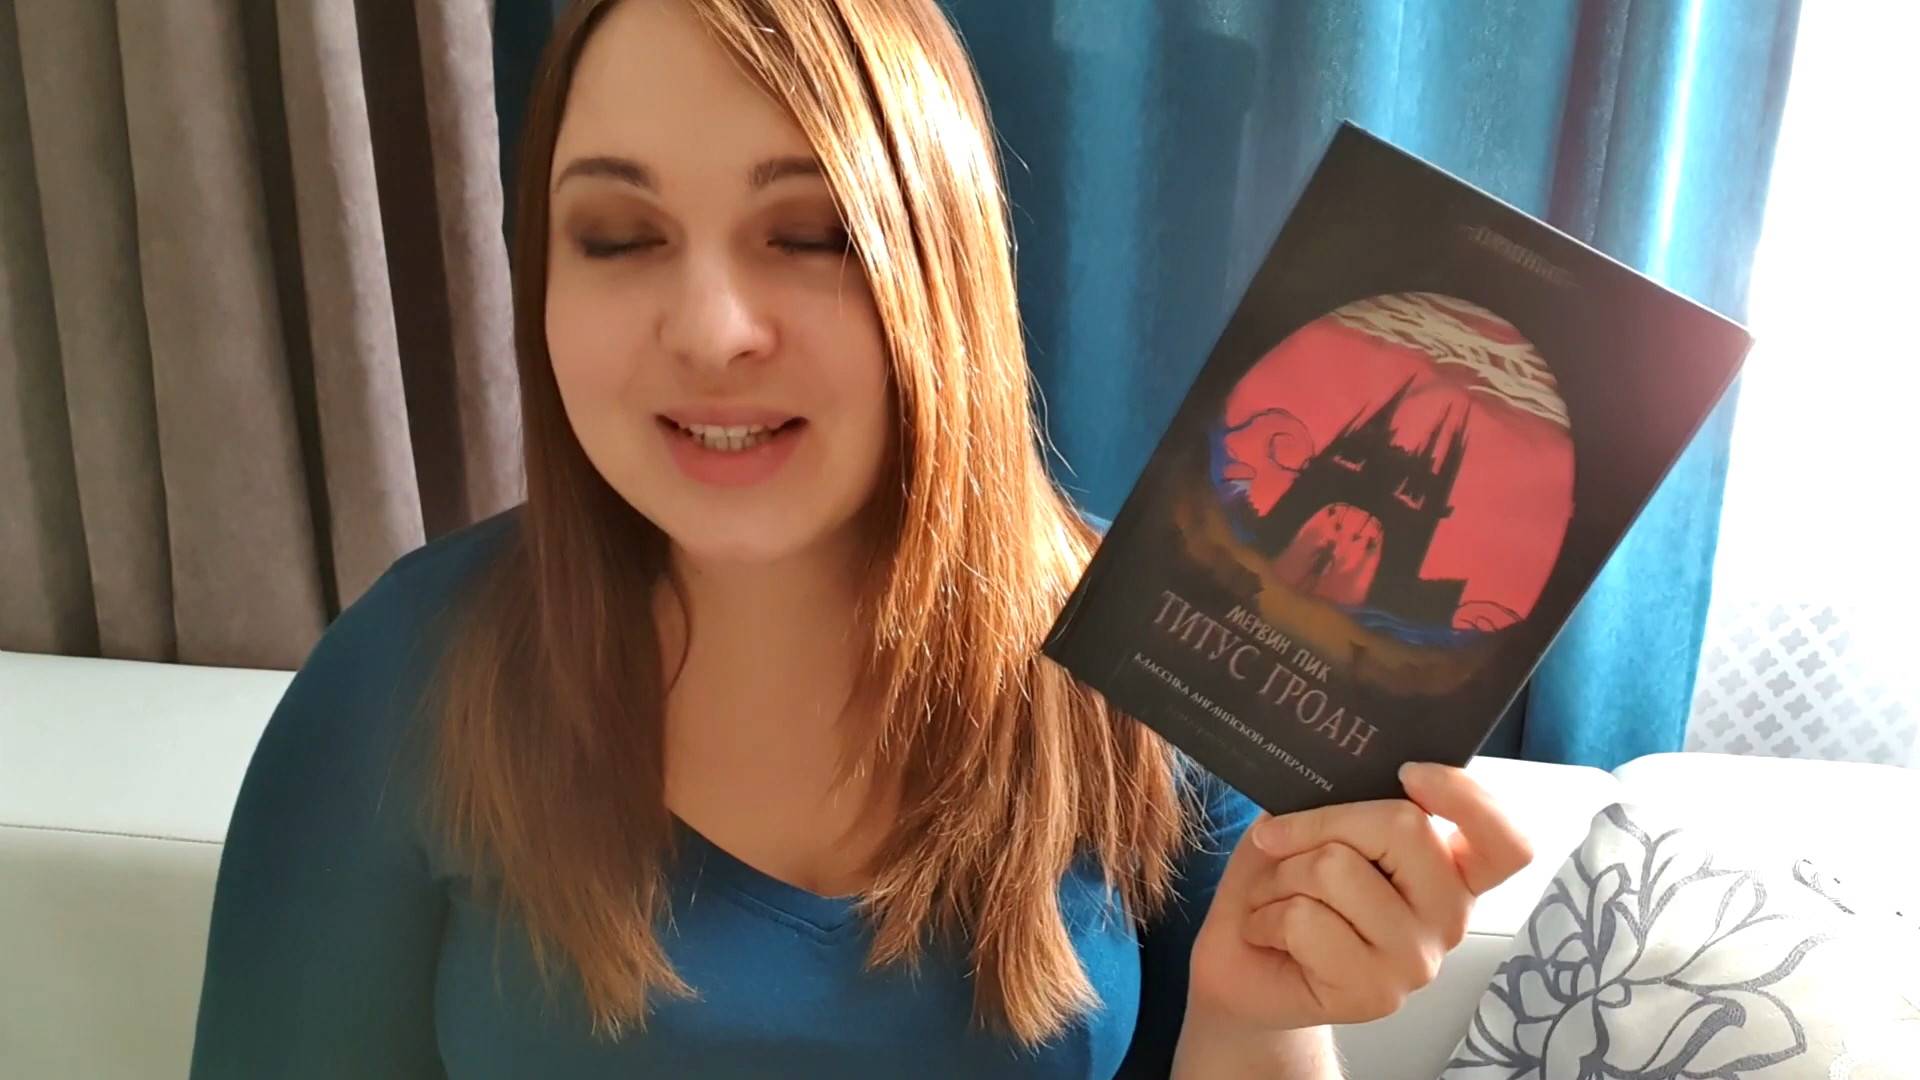 МЕРВИН ПИК
ТИТУС ГРОАН
КЛАССИКА АНГЛИЙСКОЙ ЛИТЕРАТУРЫ